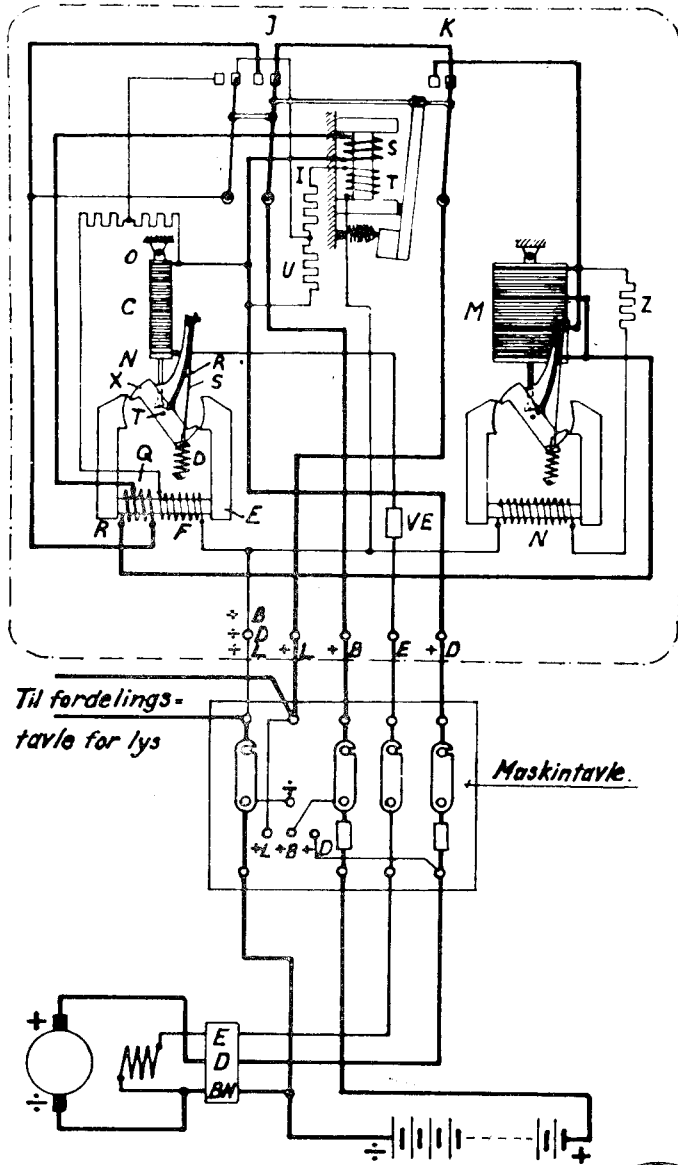 J
K
S
I
T
O
U
C
M
Z
N
R
X
S
T
D
Q
R
F
E
VE
N
÷ B
÷ D
÷ L
+ L
+ B
E
+ D
Til fordelings=
tavle for lys
Maskintavle.
÷
+L +B +D
+
E
D
BN
÷
÷
+